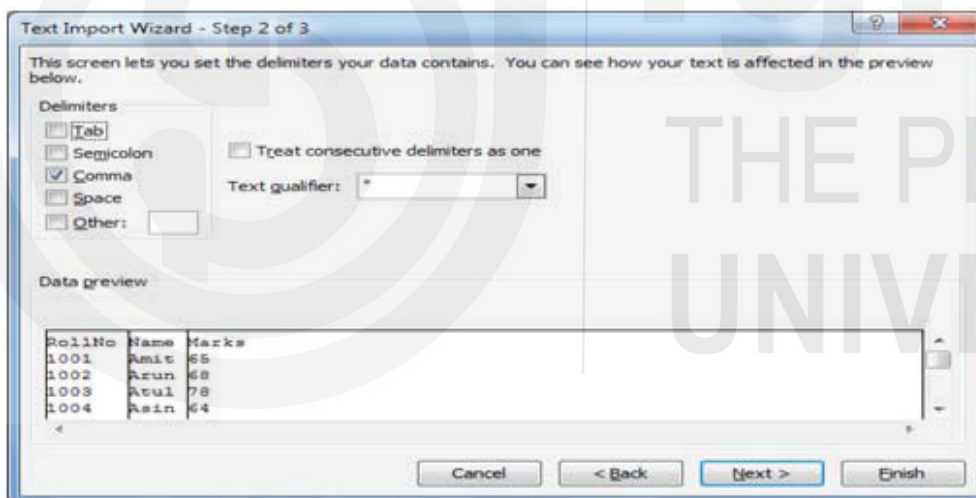 Text Import Wizard - Step 2 of 3
This screen lets you set the delimiters your data contains. You can see how your text is affected in the preview
below.
Delimiters
Tab
Semicolon
Comma
Space
Other:
Treat consecutive delimiters as one
Text qualifier: "
Data preview
RollNo Name Marks
1001 Amit 65
1002 Arun 68
1003 Atul 78
1004 Asin 64
Cancel < Back Next > Finish
THE P
UNIV